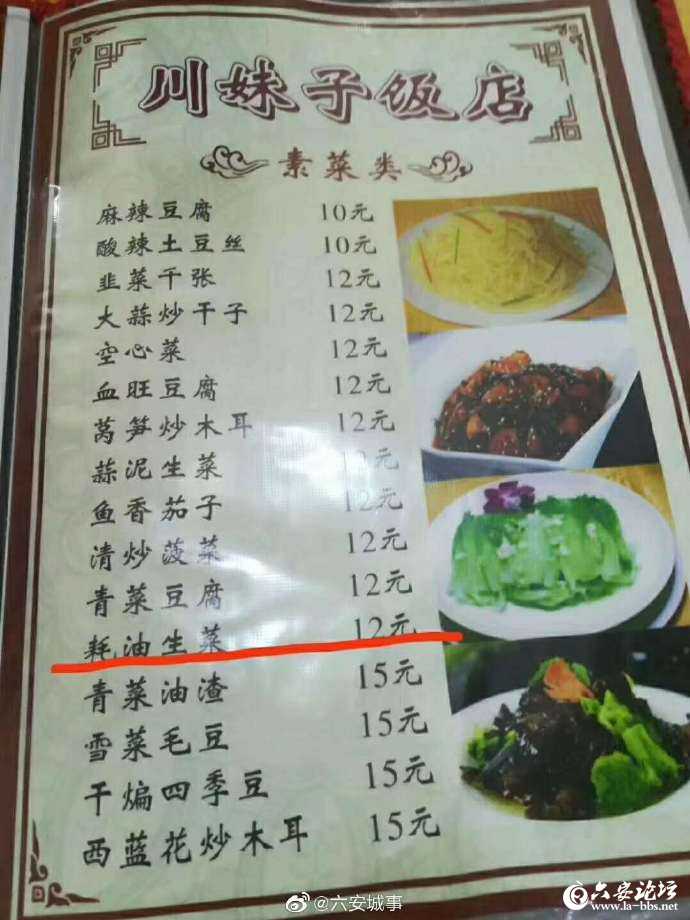 川妹子饭店
素菜类
麻辣豆腐 10元
酸辣土豆丝 10元
韭菜千张 12元
大蒜炒干子 12元
空心菜 12元
血旺豆腐 12元
莴笋炒木耳 12元
蒜泥生菜 12元
鱼香茄子 12元
清炒菠菜 12元
青菜豆腐 12元
耗油生菜 12元
青菜油渣 15元
雪菜毛豆 15元
干煸四季豆 15元
西蓝花炒木耳 15元
@六安城事
六安论坛
www.la-bbs.net